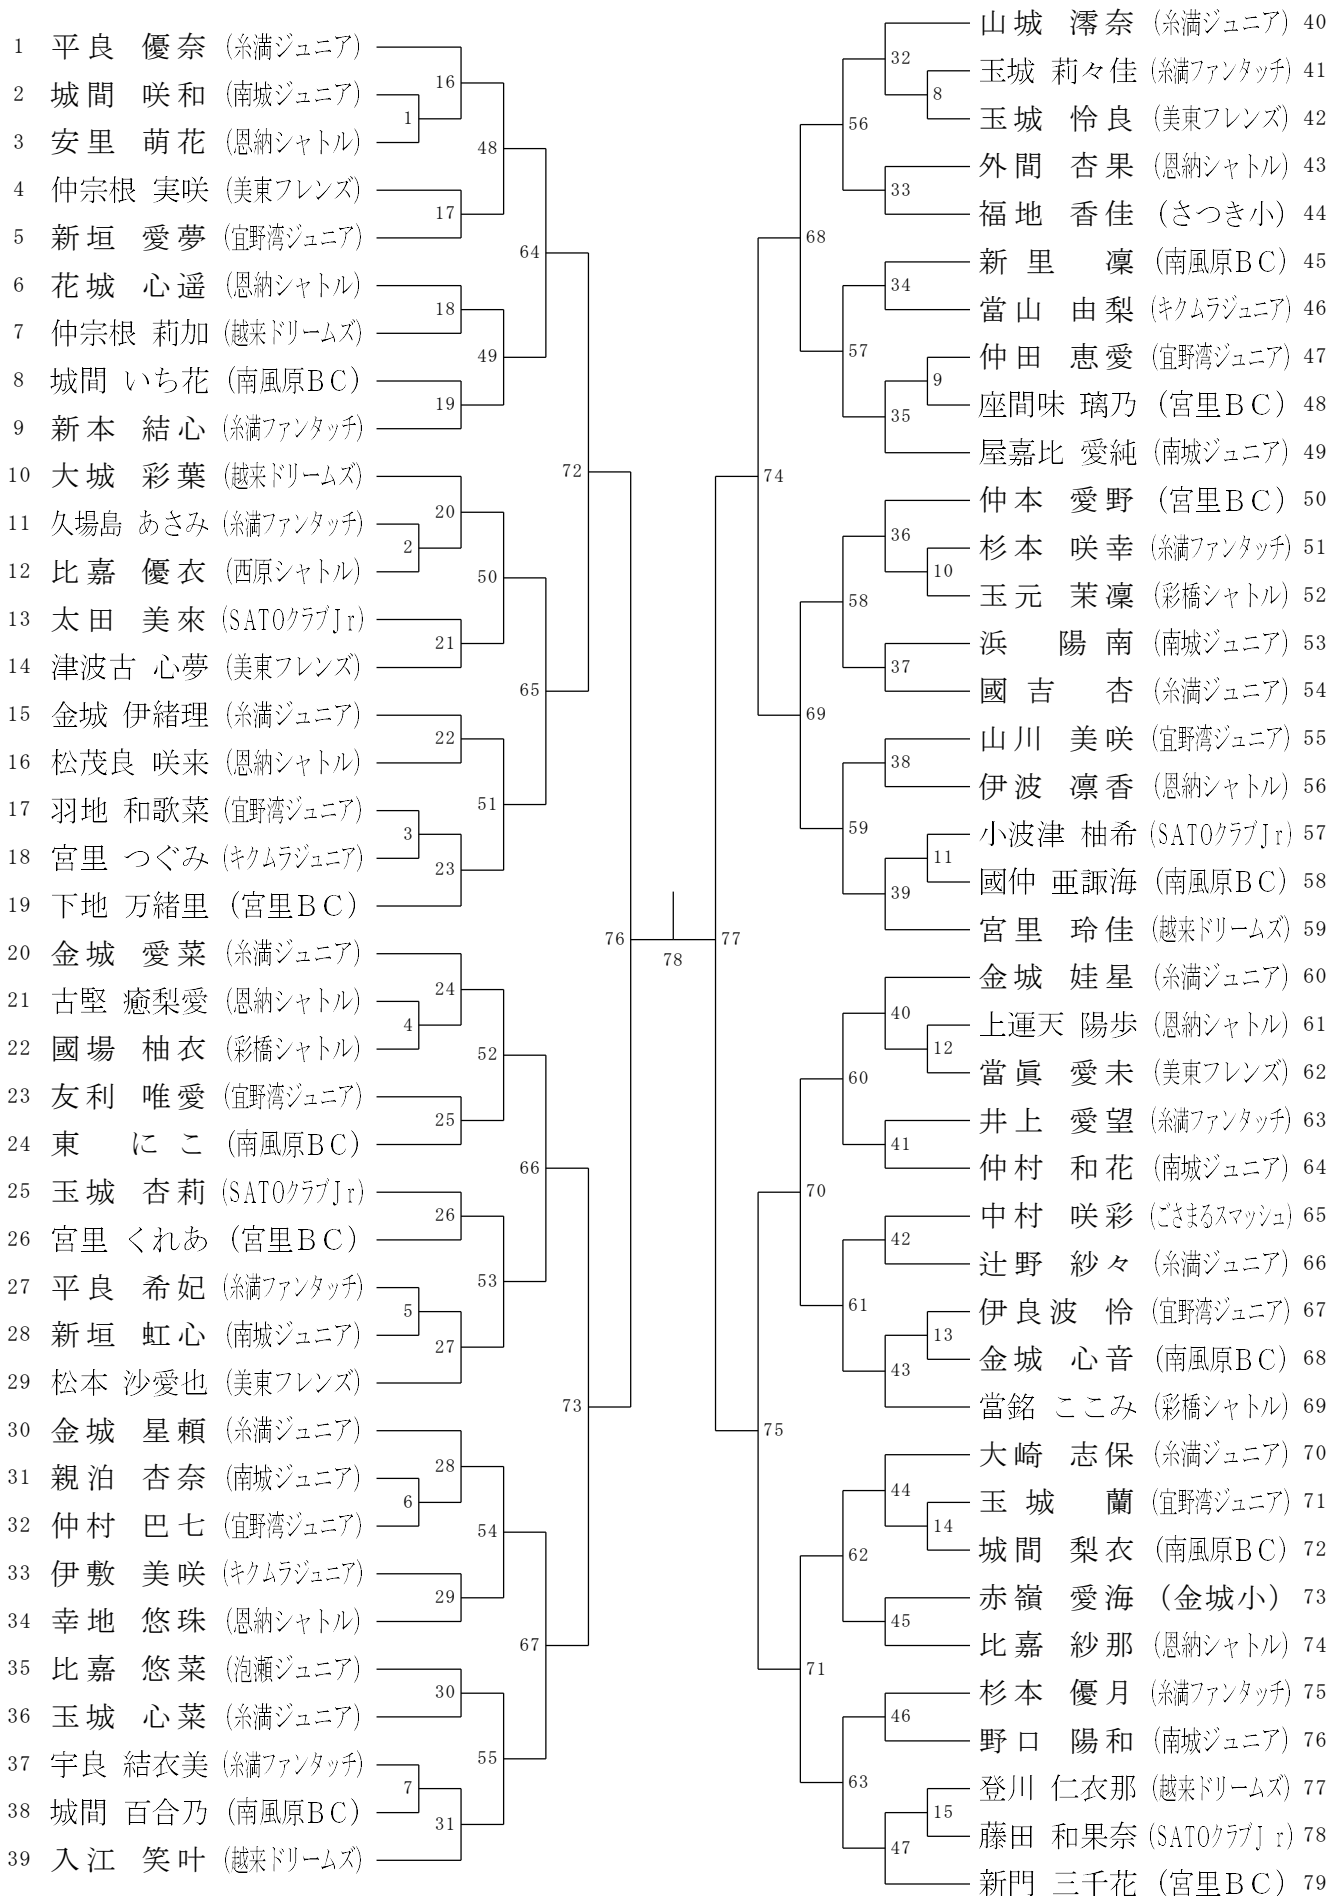 1 平良 優奈 (糸満ジュニア)
2 城間 咲和 (南城ジュニア)
3 安里 萌花 (恩納シャトル)
4 仲宗根 実咲 (美東フレンズ)
5 新垣 愛夢 (宜野湾ジュニア)
6 花城 心遥 (恩納シャトル)
7 仲宗根 莉加 (越来ドリームズ)
8 城間 いち花 (南風原BC)
9 新本 結心 (糸満ファンタッチ)
10 大城 彩葉 (越来ドリームズ)
11 久場島 あさみ (糸満ファンタッチ)
12 比嘉 優衣 (西原シャトル)
13 太田 美來 (SATOクラブJr)
14 津波古 心夢 (美東フレンズ)
15 金城 伊緒理 (糸満ジュニア)
16 松茂良 咲来 (恩納シャトル)
17 羽地 和歌菜 (宜野湾ジュニア)
18 宮里 つぐみ (キクムラジュニア)
19 下地 万緒里 (宮里BC)
20 金城 愛菜 (糸満ジュニア)
21 古堅 癒梨愛 (恩納シャトル)
22 國場 柚衣 (彩橋シャトル)
23 友利 唯愛 (宜野湾ジュニア)
24 東 にこ (南風原BC)
25 玉城 杏莉 (SATOクラブJr)
26 宮里 くれあ (宮里BC)
27 平良 希妃 (糸満ファンタッチ)
28 新垣 虹心 (南城ジュニア)
29 松本 沙愛也 (美東フレンズ)
30 金城 星頼 (糸満ジュニア)
31 親泊 杏奈 (南城ジュニア)
32 仲村 巴七 (宜野湾ジュニア)
33 伊敷 美咲 (キクムラジュニア)
34 幸地 悠珠 (恩納シャトル)
35 比嘉 悠菜 (泡瀬ジュニア)
36 玉城 心菜 (糸満ジュニア)
37 宇良 結衣美 (糸満ファンタッチ)
38 城間 百合乃 (南風原BC)
39 入江 笑叶 (越来ドリームズ)
1
2
3
4
5
6
7
16
17
18
19
20
21
22
23
24
25
26
27
28
29
30
31
48
49
50
51
52
53
54
55
64
65
66
67
72
73
76
78
77
74
75
68
69
70
71
56
57
58
59
60
61
62
63
32
33
34
35
36
37
38
39
40
41
42
43
44
45
46
47
8
9
10
11
12
13
14
15
山城 澪奈 (糸満ジュニア) 40
玉城 莉々佳 (糸満ファンタッチ) 41
玉城 怜良 (美東フレンズ) 42
外間 杏果 (恩納シャトル) 43
福地 香佳 (さつき小) 44
新里 凜 (南風原BC) 45
當山 由梨 (キクムラジュニア) 46
仲田 恵愛 (宜野湾ジュニア) 47
座間味 璃乃 (宮里BC) 48
屋嘉比 愛純 (南城ジュニア) 49
仲本 愛野 (宮里BC) 50
杉本 咲幸 (糸満ファンタッチ) 51
玉元 茉凜 (彩橋シャトル) 52
浜 陽南 (南城ジュニア) 53
國吉 杏 (糸満ジュニア) 54
山川 美咲 (宜野湾ジュニア) 55
伊波 凛香 (恩納シャトル) 56
小波津 柚希 (SATOクラブJr) 57
國仲 亜諏海 (南風原BC) 58
宮里 玲佳 (越来ドリームズ) 59
金城 娃星 (糸満ジュニア) 60
上運天 陽歩 (恩納シャトル) 61
當眞 愛未 (美東フレンズ) 62
井上 愛望 (糸満ファンタッチ) 63
仲村 和花 (南城ジュニア) 64
中村 咲彩 (ごさまるスマッシュ) 65
辻野 紗々 (糸満ジュニア) 66
伊良波 怜 (宜野湾ジュニア) 67
金城 心音 (南風原BC) 68
當銘 ここみ (彩橋シャトル) 69
大崎 志保 (糸満ジュニア) 70
玉城 蘭 (宜野湾ジュニア) 71
城間 梨衣 (南風原BC) 72
赤嶺 愛海 (金城小) 73
比嘉 紗那 (恩納シャトル) 74
杉本 優月 (糸満ファンタッチ) 75
野口 陽和 (南城ジュニア) 76
登川 仁衣那 (越来ドリームズ) 77
藤田 和果奈 (SATOクラブJr) 78
新門 三千花 (宮里BC) 79